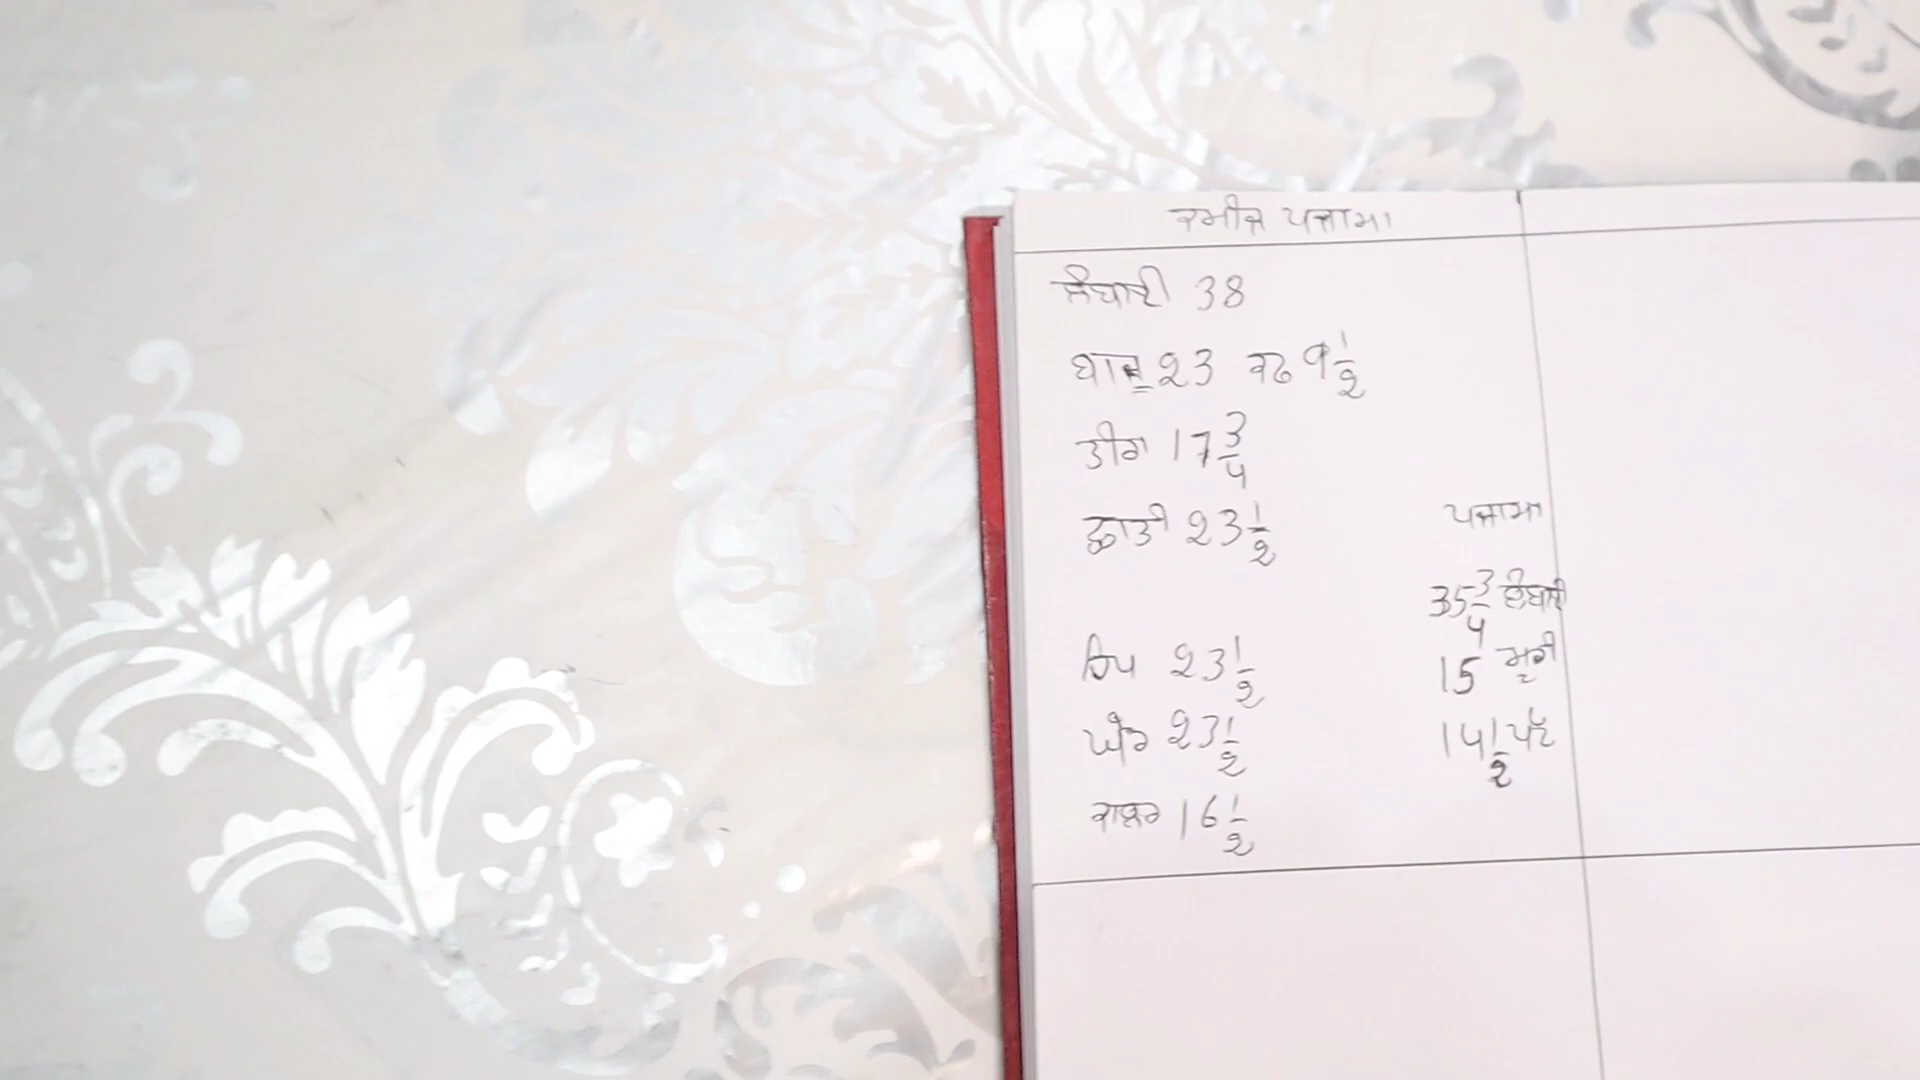 ਕਮੀਜ ਪਜਾਮਾ
ਲੰਬਾਈ 38
ਬਾਜੂ 23 ਕਫ 9 1/2
ਤੀਰਾ 17 3/4
ਛਾਤੀ 23 1/2
ਹਿਪ 23 1/2
ਘੇਰਾ 23 1/2
ਕਾਲਰ 16 1/2
ਪਜਾਮਾ
35 3/4 ਲੰਬਾਈ
15 ਮੂਰੀ
14 1/2 ਪੱਟ